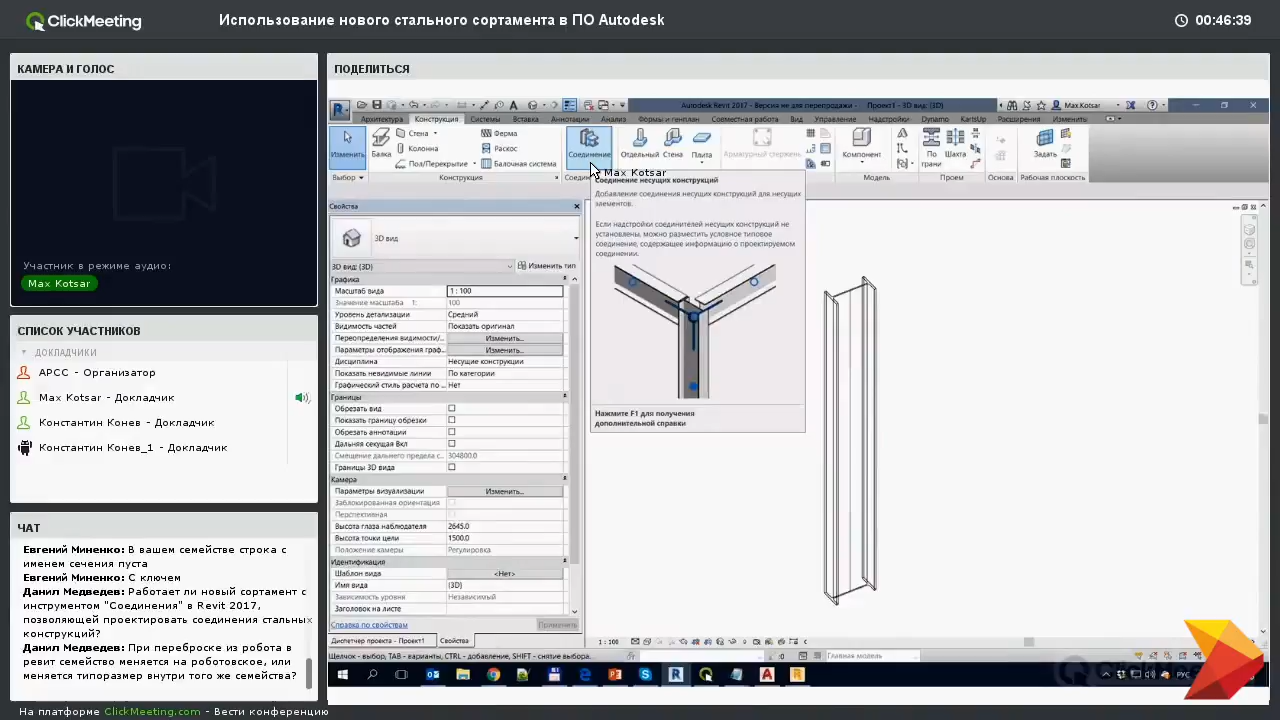 ClickMeeting
Использование нового стального сортамента в ПО Autodesk
00:46:39
КАМЕРА И ГОЛОС
Участник в режиме аудио:
Max Kotsar
СПИСОК УЧАСТНИКОВ
ДОКЛАДЧИКИ
АРСС - Организатор
Max Kotsar - Докладчик
Константин Конев - Докладчик
Константин Конев_1 - Докладчик
ЧАТ
Евгений Миненко: В вашем семействе строка с
именем сечения пуста
Евгений Миненко: С ключем
Данил Медведев: Работает ли новый сортамент с
инструментом "Соединения" в Revit 2017,
позволяющей проектировать соединения стальных
конструкций?
Данил Медведев: При переброске из робота в
ревит семейство меняется на робовское, или
меняется типоразмер внутри того же семейства?
На платформе ClickMeeting.com - Вести конференцию
ПОДЕЛИТЬСЯ
Autodesk Revit 2017 - Версия не для перепродажи - Проект1 - 3D вид: {3D}
Max.Kotsar
Архитектура Конструкция Системы Вставить Аннотации Анализ Формы и генплан Совместная работа Вид Управление Надстройки Dynamo KartsUp Расширения Изменить
Изменить Балка Стена Колонна Пол/Перекрытие Ферма Раскос Балочная система Соединение Отдельный Стена Плита Арматурный стержень Компонент По грани Шахта Задать
Выбор Конструкция Модель Проем Основа Рабочая плоскость
Max Kotsar
Соединение несущих конструкций
Добавление соединения несущих конструкций для несущих
элементов.
Если надстройки соединителей несущих конструкций не
установлены, можно разместить условное типовое
соединение, содержащее информацию о проектируемом
соединении.
Нажмите F1 для получения
дополнительной справки
Свойства
3D вид
3D вид: {3D} Изменить тип
Графика
Масштаб вида 1 : 100
Значение масштаба 1: 100
Уровень детализации Средний
Видимость частей Показать оригинал
Переопределения видимости/... Изменить...
Параметры отображения граф... Изменить...
Дисциплина Несущие конструкции
Показать невидимые линии По категории
Графический стиль расчета по ... Нет
Границы
Обрезать вид
Показать границу обрезки
Обрезать аннотации
Дальняя секущая Вкл
Смещение дальнего предела с... 304800.0
Границы 3D вида
Камера
Параметры визуализации Изменить...
Заблокированная ориентация
Перспективная
Высота глаза наблюдателя 2645.0
Высота точки цели 1500.0
Положение камеры Регулировка
Идентификация
Шаблон вида <Нет>
Имя вида {3D}
Зависимость уровня Независимый
Заголовок на листе
Справка по свойствам Применить
Диспетчер проекта - Проект1 Свойства
1 : 100
Щелчок - выбор, TAB - варианты, CTRL - добавление, SHIFT - снятие выбора.
:0
Главная модель
РУС